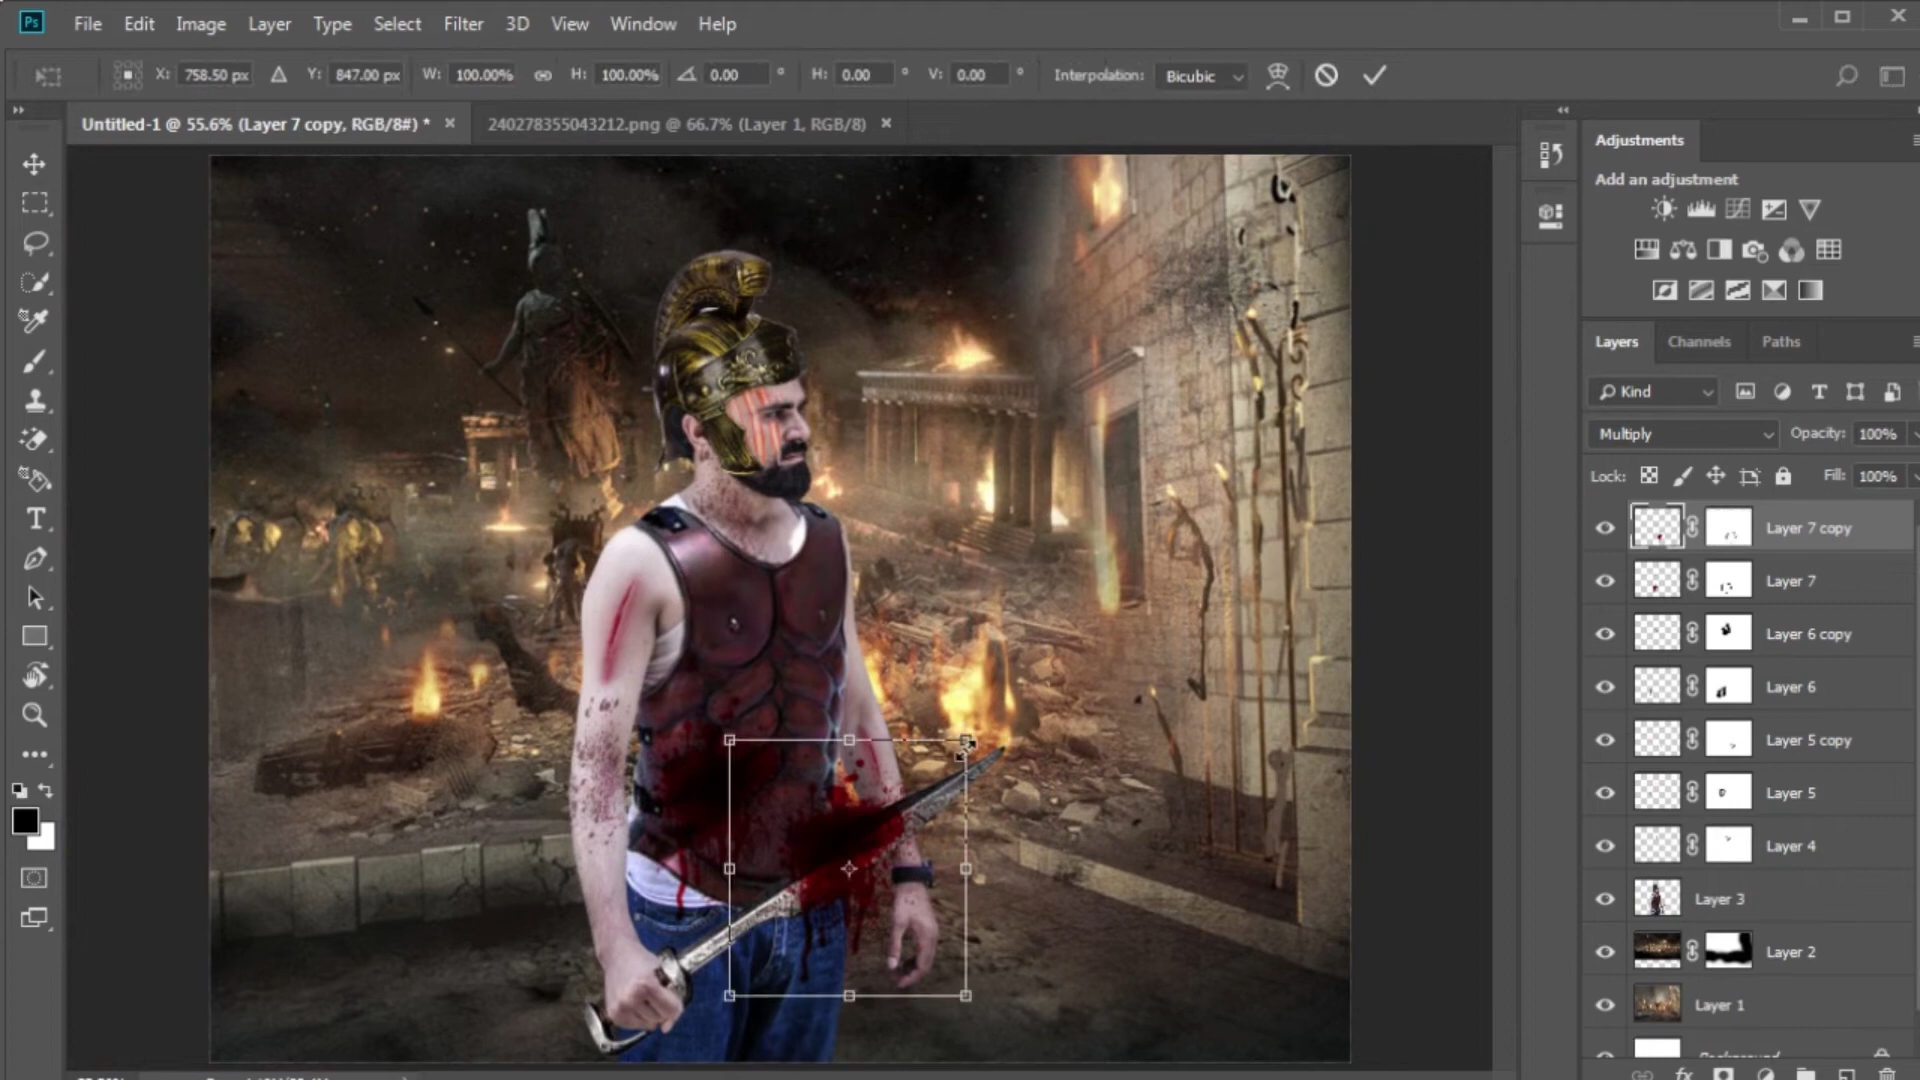 Ps File Edit Image Layer Type Select Filter 3D View Window Help
X: 758.50 px Y: 847.00 px W: 100.00% H: 100.00% 0.00 ° H: 0.00 ° V: 0.00 ° Interpolation: Bicubic
Untitled-1 @ 55.6% (Layer 7 copy, RGB/8#) * 240278355043212.png @ 66.7% (Layer 1, RGB/8)
Adjustments
Add an adjustment
Layers Channels Paths
Kind
Multiply Opacity: 100%
Lock: Fill: 100%
Layer 7 copy
Layer 7
Layer 6 copy
Layer 6
Layer 5 copy
Layer 5
Layer 4
Layer 3
Layer 2
Layer 1
Background
fx